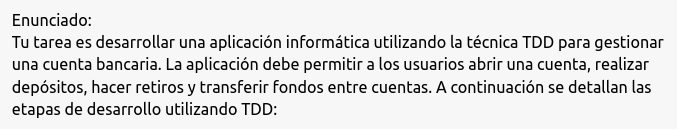 Enunciado:
Tu tarea es desarrollar una aplicación informática utilizando la técnica TDD para gestionar
una cuenta bancaria. La aplicación debe permitir a los usuarios abrir una cuenta, realizar
depósitos, hacer retiros y transferir fondos entre cuentas. A continuación se detallan las
etapas de desarrollo utilizando TDD: